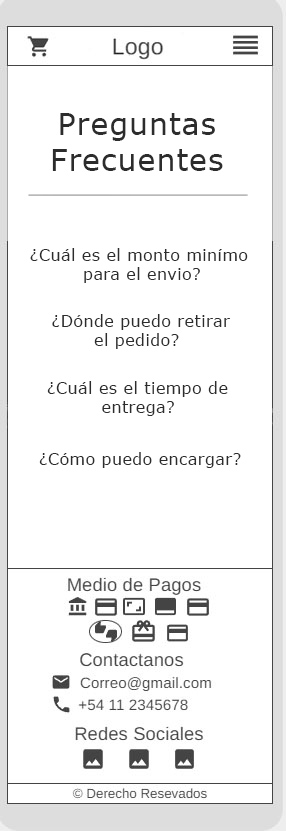 Logo
Preguntas
Frecuentes
¿Cuál es el monto minímo
para el envio?
¿Dónde puedo retirar
el pedido?
¿Cuál es el tiempo de
entrega?
¿Cómo puedo encargar?
Medio de Pagos
Contactanos
Correo@gmail.com
+54 11 2345678
Redes Sociales
© Derecho Resevados